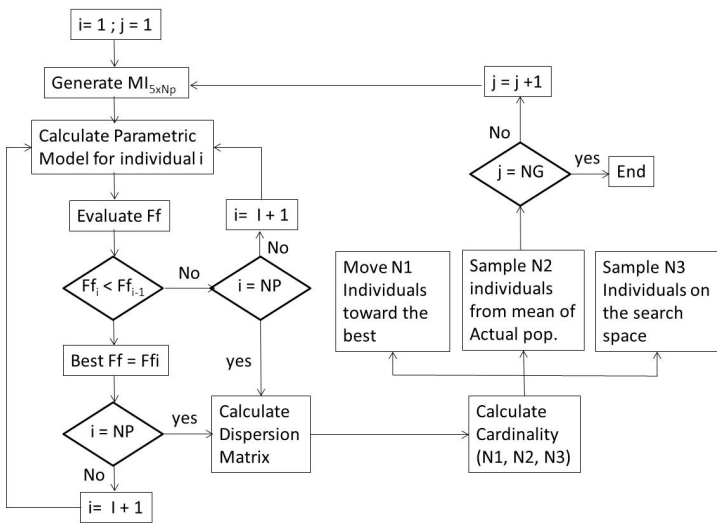 i= 1 ; j = 1
Generate MI5xNp
Calculate Parametric
Model for individual i
Evaluate Ff
Ffi < Ffi-1
No
Best Ff = Ffi
i = NP
yes
No
i= I + 1
i= I + 1
No
i = NP
yes
Calculate
Dispersion
Matrix
Calculate
Cardinality
(N1, N2, N3)
Move N1
Individuals
toward the
best
Sample N2
individuals
from mean of
Actual pop.
Sample N3
Individuals on
the search
space
j = NG
yes
End
No
j = j +1